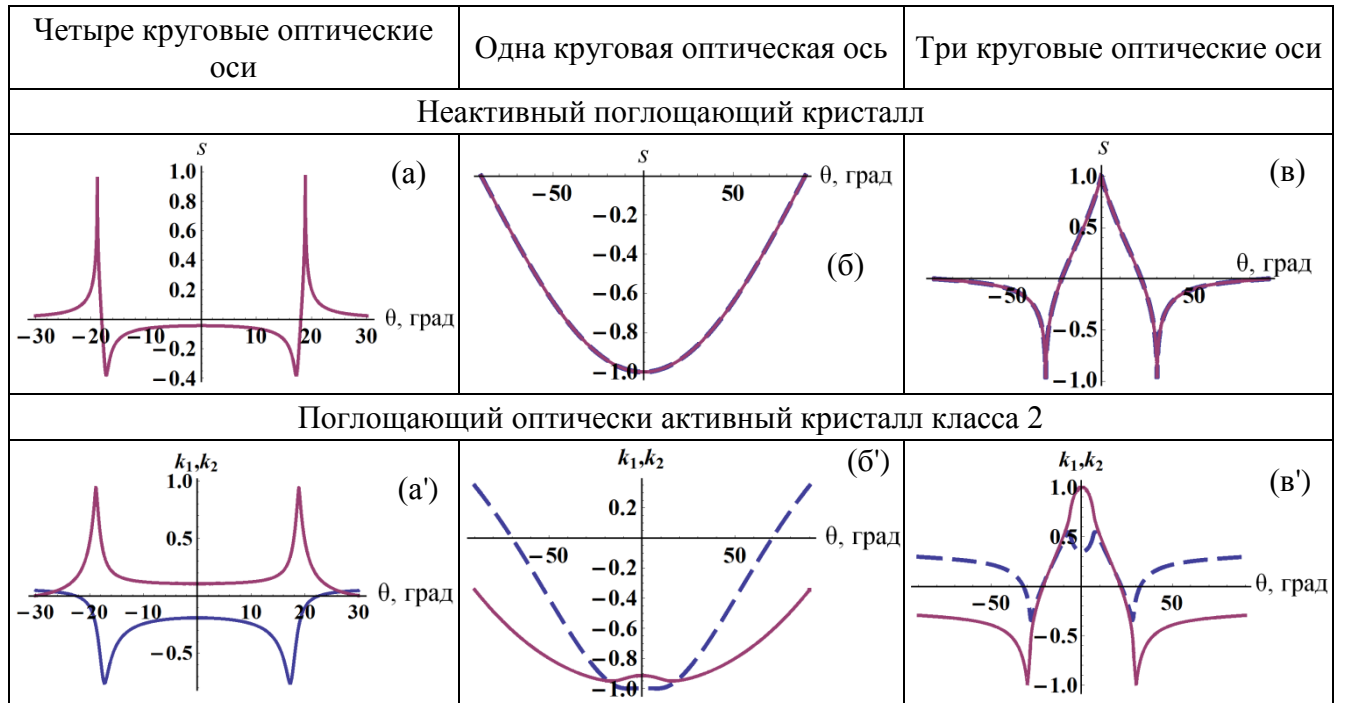 Четыре круговые оптические
оси
Одна круговая оптическая ось
Три круговые оптические оси
Неактивный поглощающий кристалл
s
(а)
1.0
0.8
0.6
0.4
0.2
θ, град
−30
−20
−10
10
20
30
−0.2
−0.4
s
θ, град
−50
50
−0.2
−0.4
(б)
−0.6
−0.8
−1.0
s
(в)
1.0
0.5
θ, град
−50
50
−0.5
−1.0
Поглощающий оптически активный кристалл класса 2
k₁,k₂
1.0
(а')
0.5
θ, град
−30
−20
−10
10
20
30
−0.5
k₁,k₂
(б')
0.2
θ, град
−50
50
−0.2
−0.4
−0.6
−0.8
−1.0
k₁,k₂
(в')
1.0
0.5
θ, град
−50
50
−0.5
−1.0